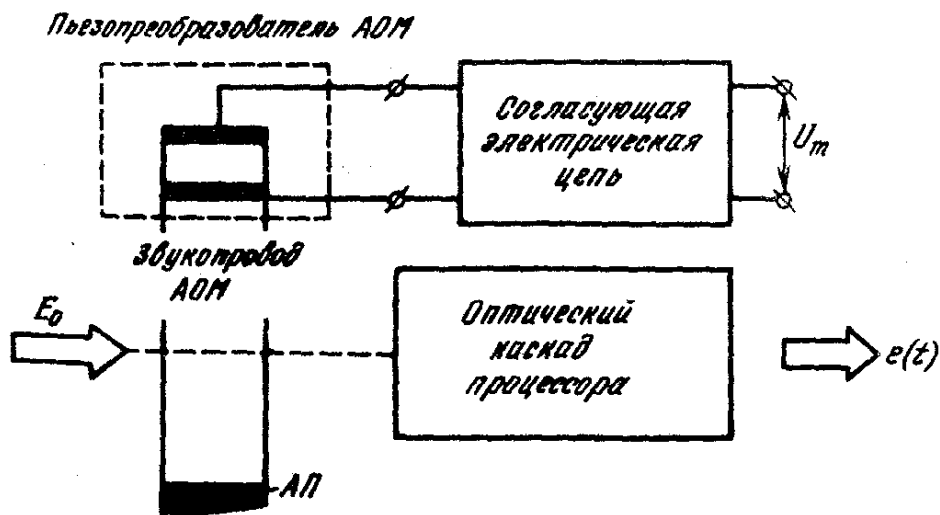 Пьезопреобразователь АОМ
Согласующая
электрическая
цепь
U_m
Звукопровод
АОМ
E_0
Оптический
каскад
процессора
e(t)
АП